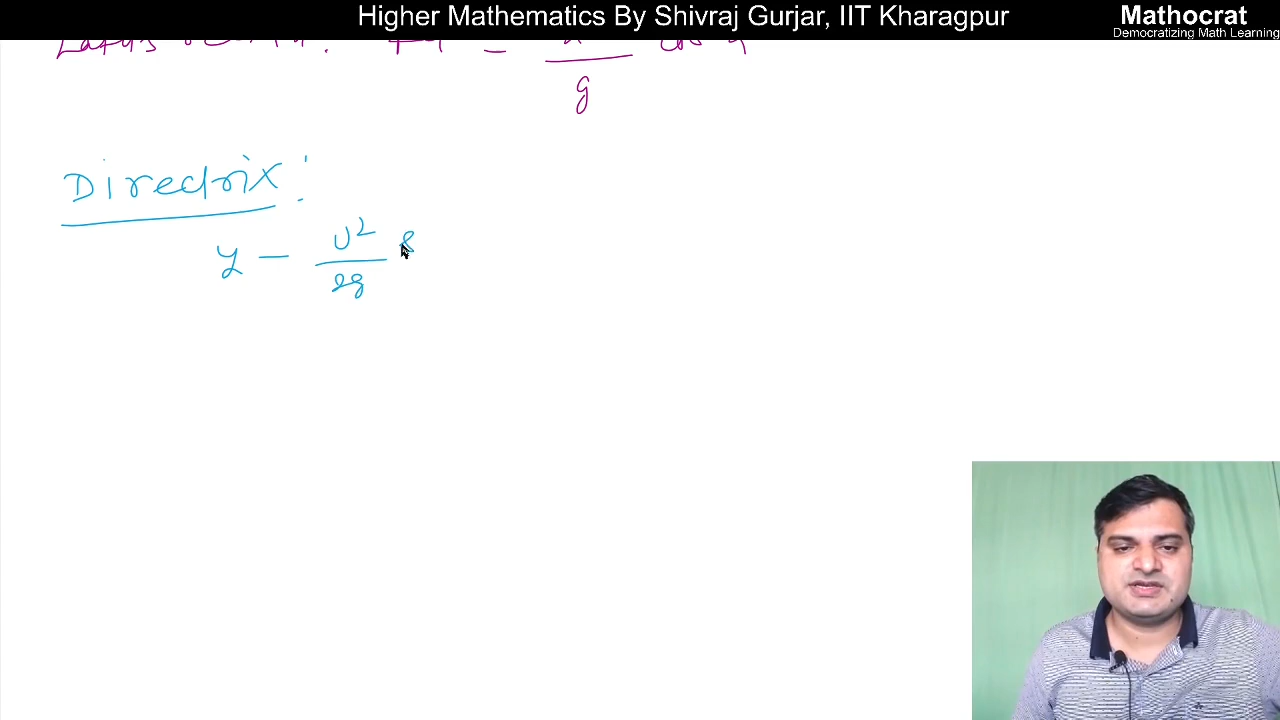 Higher Mathematics By Shivraj Gurjar, IIT Kharagpur
Mathocrat
Democratizing Math Learning
g
Directrix :
y - U²/2g